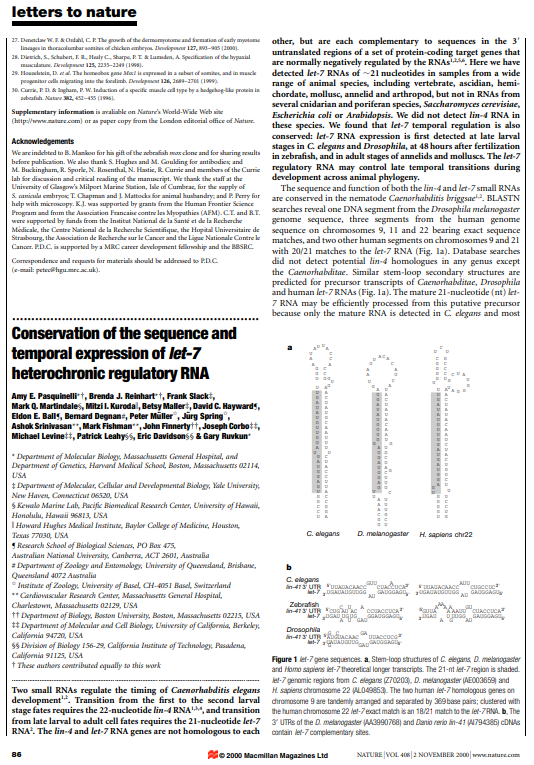 letters to nature
27. Denetclaw W. F. & Ordahl, C. P. The growth of the dermomyotome and formation of early myotome
lineages in thoracolumbar somites of chicken embryos. Development 127, 893–905 (2000).
28. Dietrich, S., Schubert, F. R., Healy, C., Sharpe, P. T. & Lumsden, A. Specification of the hypaxial
musculature. Development 125, 2235–2249 (1998).
29. Houzelstein, D. et al. The homeobox gene Msx1 is expressed in a subset of somites, and in muscle
progenitor cells migrating into the forelimb. Development 126, 2689–2701 (1999).
30. Currie, P. D. & Ingham, P. W. Induction of a specific muscle cell type by a hedgehog-like protein in
zebrafish. Nature 382, 452–455 (1996).
Supplementary information is available on Nature's World-Wide Web site
(http://www.nature.com) or as paper copy from the London editorial office of Nature.
Acknowledgements
We are indebted to B. Mankoo for his gift of the zebrafish mox clone and for sharing results
before publication. We also thank S. Hughes and M. Goulding for antibodies; and
M. Buckingham, R. Sporle, N. Rosenthal, N. Hastie, R. Currie and members of the Currie
lab for discussion and critical reading of the manuscript. We thank the staff at the
University of Glasgow's Milport Marine Station, Isle of Cumbrae, for the supply of
S. canicula embryos; T. Chapman and J. Mattocks for animal husbandry; and P. Perry for
help with microscopy. K.J. was supported by grants from the Human Frontier Science
Program and from the Association Francaise contre les Myopathies (AFM). C.T. and B.T.
were supported by funds from the Institut National de la Santé et de la Recherche
Médicale, the Centre National de la Recherche Scientifique, the Hopital Universitaire de
Strasbourg, the Association de Recherche sur le Cancer and the Ligue Nationale Contre le
Cancer. P.D.C. is supported by a MRC career development fellowship and the BBSRC.
Correspondence and requests for materials should be addressed to P.D.C.
(e-mail: petec@hgu.mrc.ac.uk).
Conservation of the sequence and
temporal expression of let-7
heterochronic regulatory RNA
Amy E. Pasquinelli*†, Brenda J. Reinhart*†, Frank Slack‡,
Mark Q. Martindale§, Mitzi I. Kuroda∥, Betsy Maller‡, David C. Hayward¶,
Eldon E. Ball¶, Bernard Degnan#, Peter Müller☆, Jürg Spring☆
Ashok Srinivasan**, Mark Fishman**, John Finnerty††, Joseph Corbo‡‡,
Michael Levine‡‡, Patrick Leahy§§, Eric Davidson§§ & Gary Ruvkun*
* Department of Molecular Biology, Massachusetts General Hospital, and
Department of Genetics, Harvard Medical School, Boston, Massachusetts 02114,
USA
‡ Department of Molecular, Cellular and Developmental Biology, Yale University,
New Haven, Connecticut 06520, USA
§ Kewalo Marine Lab, Pacific Biomedical Research Center, University of Hawaii,
Honolulu, Hawaii 96813, USA
∥ Howard Hughes Medical Institute, Baylor College of Medicine, Houston,
Texas 77030, USA
¶ Research School of Biological Sciences, PO Box 475,
Australian National University, Canberra, ACT 2601, Australia
# Department of Zoology and Entomology, University of Queensland, Brisbane,
Queensland 4072 Australia
☆ Institute of Zoology, University of Basel, CH-4051 Basel, Switzerland
** Cardiovascular Research Center, Massachusetts General Hospital,
Charlestown, Massachusetts 02129, USA
†† Department of Biology, Boston University, Boston, Massachusetts 02215, USA
‡‡ Department of Molecular and Cell Biology, University of California, Berkeley,
California 94720, USA
§§ Division of Biology 156-29, California Institute of Technology, Pasadena,
California 91125, USA
† These authors contributed equally to this work
Two small RNAs regulate the timing of Caenorhabditis elegans
development1,2. Transition from the first to the second larval
stage fates requires the 22-nucleotide lin-4 RNA1,3,4, and transition
from late larval to adult cell fates requires the 21-nucleotide let-7
RNA2. The lin-4 and let-7 RNA genes are not homologous to each
other, but are each complementary to sequences in the 3′
untranslated regions of a set of protein-coding target genes that
are normally negatively regulated by the RNAs1,2,5,6. Here we have
detected let-7 RNAs of ~21 nucleotides in samples from a wide
range of animal species, including vertebrate, ascidian, hemi-
chordate, mollusc, annelid and arthropod, but not in RNAs from
several cnidarian and poriferan species, Saccharomyces cerevisiae,
Escherichia coli or Arabidopsis. We did not detect lin-4 RNA in
these species. We found that let-7 temporal regulation is also
conserved: let-7 RNA expression is first detected at late larval
stages in C. elegans and Drosophila, at 48 hours after fertilization
in zebrafish, and in adult stages of annelids and molluscs. The let-7
regulatory RNA may control late temporal transitions during
development across animal phylogeny.
The sequence and function of both the lin-4 and let-7 small RNAs
are conserved in the nematode Caenorhabditis briggsae1,2. BLASTN
searches reveal one DNA segment from the Drosophila melanogaster
genome sequence, three segments from the human genome
sequence on chromosomes 9, 11 and 22 bearing exact sequence
matches, and two other human segments on chromosomes 9 and 21
with 20/21 matches to the let-7 RNA (Fig. 1a). Database searches
did not detect potential lin-4 homologues in any genus except
the Caenorhabditae. Similar stem-loop secondary structures are
predicted for precursor transcripts of Caenorhabditae, Drosophila
and human let-7 RNAs (Fig. 1a). The mature 21-nucleotide (nt) let-
7 RNA may be efficiently processed from this putative precursor
because only the mature RNA is detected in C. elegans and most
a
C. elegans
D. melanogaster
H. sapiens chr22
b
C. elegans
lin-41 3′ UTR
let-7
Zebrafish
lin-41 3′ UTR
let-7
Drosophila
lin-41 3′ UTR
let-7
Figure 1 let-7 gene sequences. a, Stem-loop structures of C. elegans, D. melanogaster
and Homo sapiens let-7 theoretical longer transcripts. The 21-nt let-7 region is shaded.
let-7 genomic regions from C. elegans (Z70203), D. melanogaster (AE003659) and
H. sapiens chromosome 22 (AL049853). The two human let-7 homologous genes on
chromosome 9 are tandemly arranged and separated by 369 base pairs; clustered with
the human chromosome 22 let-7 exact match is an 18/21 match to the let-7 RNA. b, The
3′ UTRs of the D. melanogaster (AA3990768) and Danio rerio lin-41 (AI794385) cDNAs
contain let-7 complementary sites.
86
© 2000 Macmillan Magazines Ltd
NATURE | VOL 408 | 2 NOVEMBER 2000 | www.nature.com